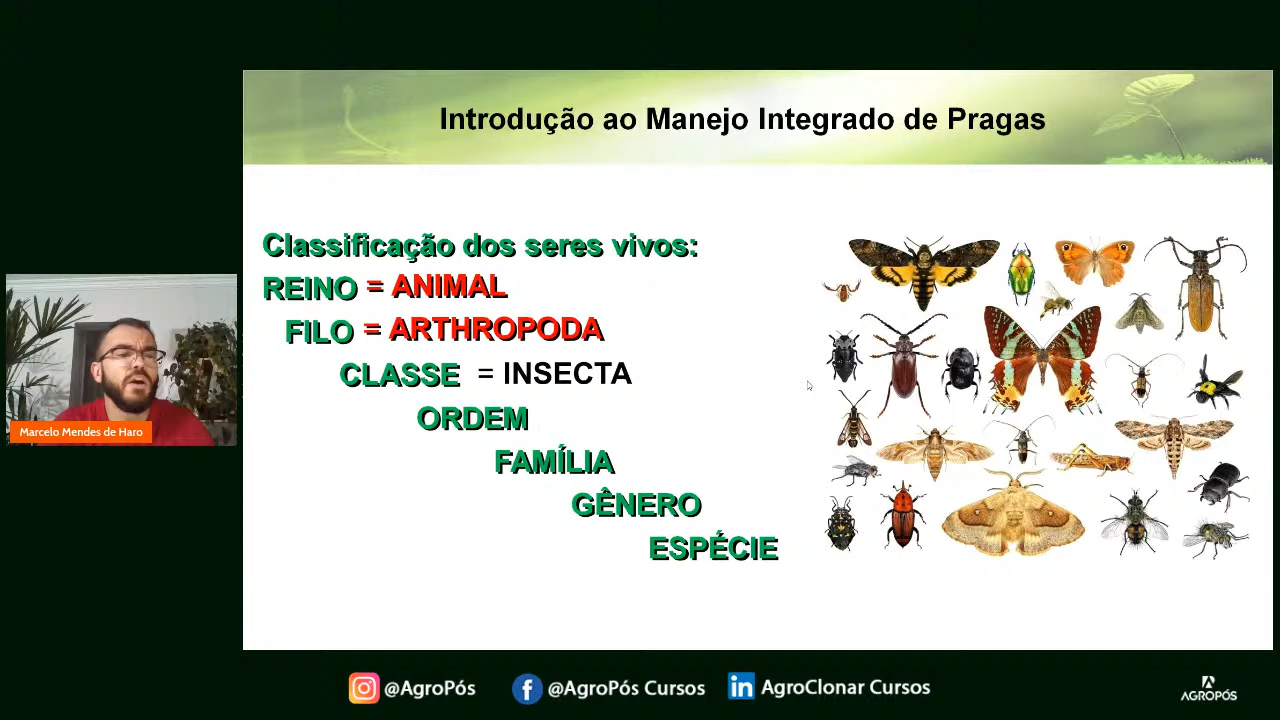 Introdução ao Manejo Integrado de Pragas
Classificação dos seres vivos:
REINO = ANIMAL
FILO = ARTHROPODA
CLASSE = INSECTA
ORDEM
FAMÍLIA
GÊNERO
ESPÉCIE
Marcelo Mendes de Haro
@AgroPós
@AgroPós Cursos
in AgroClonar Cursos
AGROPÓS